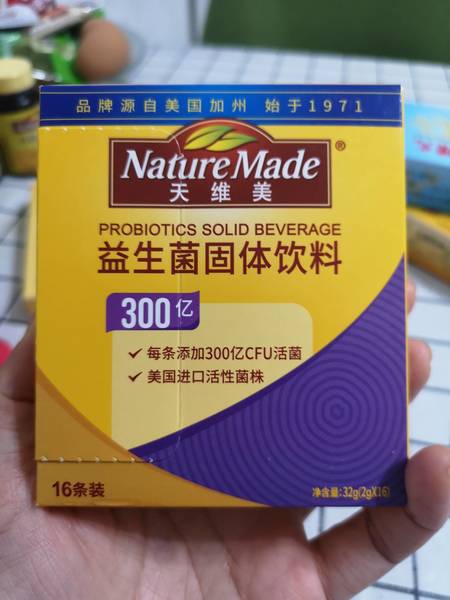 品牌源自美国加州 始于1971
Nature Made®
天维美
PROBIOTICS SOLID BEVERAGE
益生菌固体饮料
300亿
✓ 每条添加300亿CFU活菌
✓ 美国进口活性菌株
16条装
净含量:32g(2gX16)